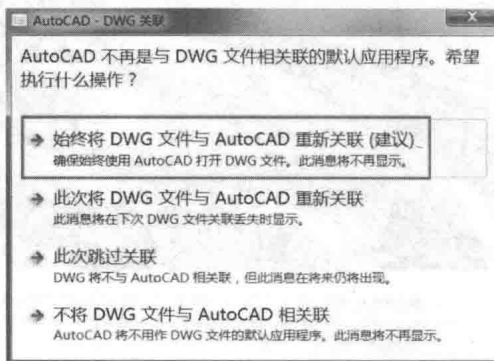 AutoCAD - DWG 关联
AutoCAD 不再是与 DWG 文件相关联的默认应用程序。希望
执行什么操作？
始终将 DWG 文件与 AutoCAD 重新关联 (建议)
确保始终使用 AutoCAD 打开 DWG 文件。此消息将不再显示。
此次将 DWG 文件与 AutoCAD 重新关联
此消息将在下次 DWG 文件关联丢失时显示。
此次跳过关联
DWG 将不与 AutoCAD 相关联，但此消息在将来仍将出现。
不将 DWG 文件与 AutoCAD 相关联
AutoCAD 将不用作 DWG 文件的默认应用程序。此消息将不再显示。